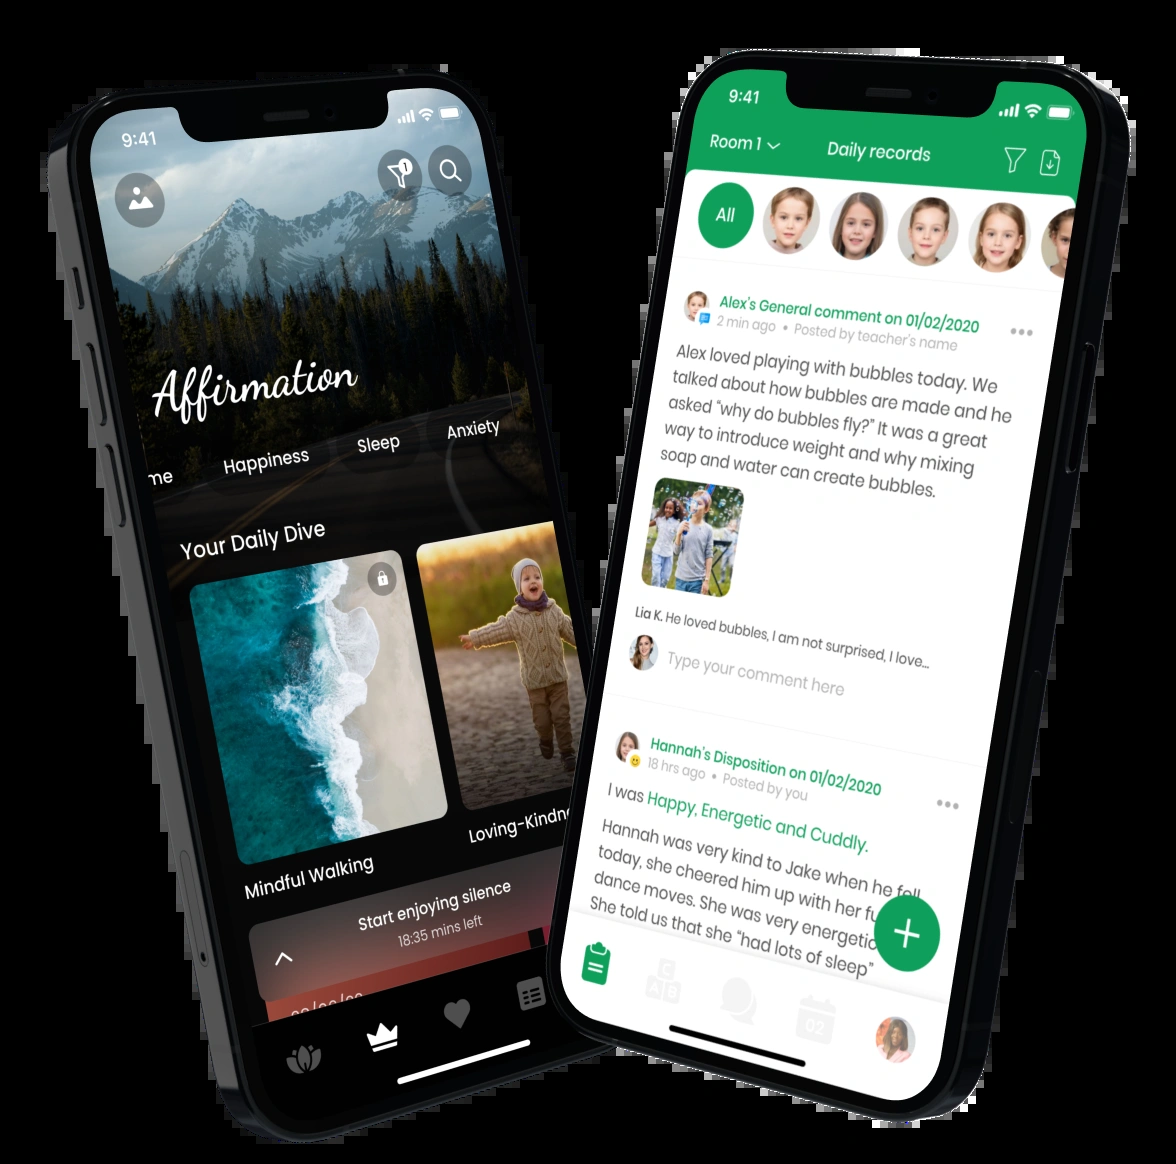 9:41
1
Affirmation
me
Happiness
Sleep
Anxiety
Your Daily Dive
Mindful Walking
Loving-Kindne
Start enjoying silence
18:35 mins left
9:41
Room 1
Daily records
All
Alex's General comment on 01/02/2020
2 min ago • Posted by teacher's name
Alex loved playing with bubbles today. We
talked about how bubbles are made and he
asked "why do bubbles fly?" It was a great
way to introduce weight and why mixing
soap and water can create bubbles.
Lia K. He loved bubbles, I am not surprised, I love...
Type your comment here
Hannah's Disposition on 01/02/2020
18 hrs ago • Posted by you
I was Happy, Energetic and Cuddly.
Hannah was very kind to Jake when he fell
today, she cheered him up with her fu
dance moves. She was very energetic
She told us that she "had lots of sleep"
C
A B
02